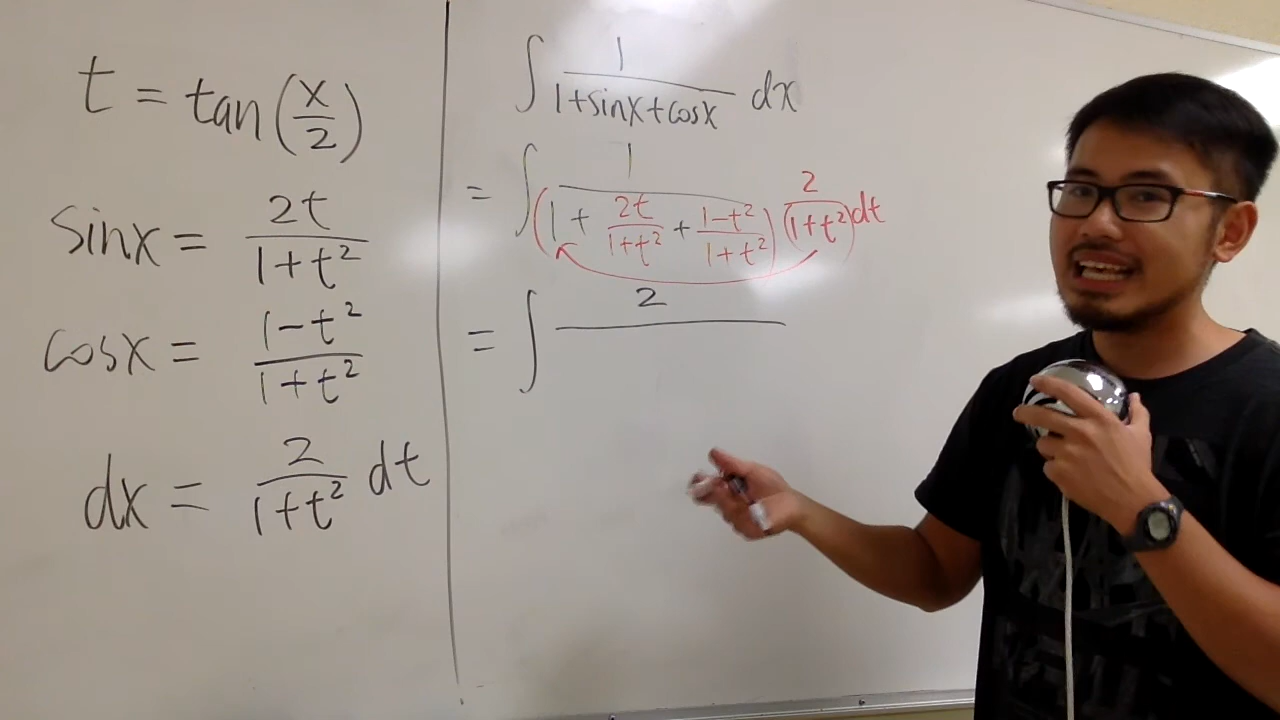 t = tan(x/2)
sinx = 2t/(1+t²)
cosx = (1-t²)/(1+t²)
dx = 2/(1+t²) dt
∫ 1/(1+sinx+cosx) dx
= ∫ 1/(1 + 2t/(1+t²) + (1-t²)/(1+t²)) 2/(1+t²) dt
= ∫ 2/